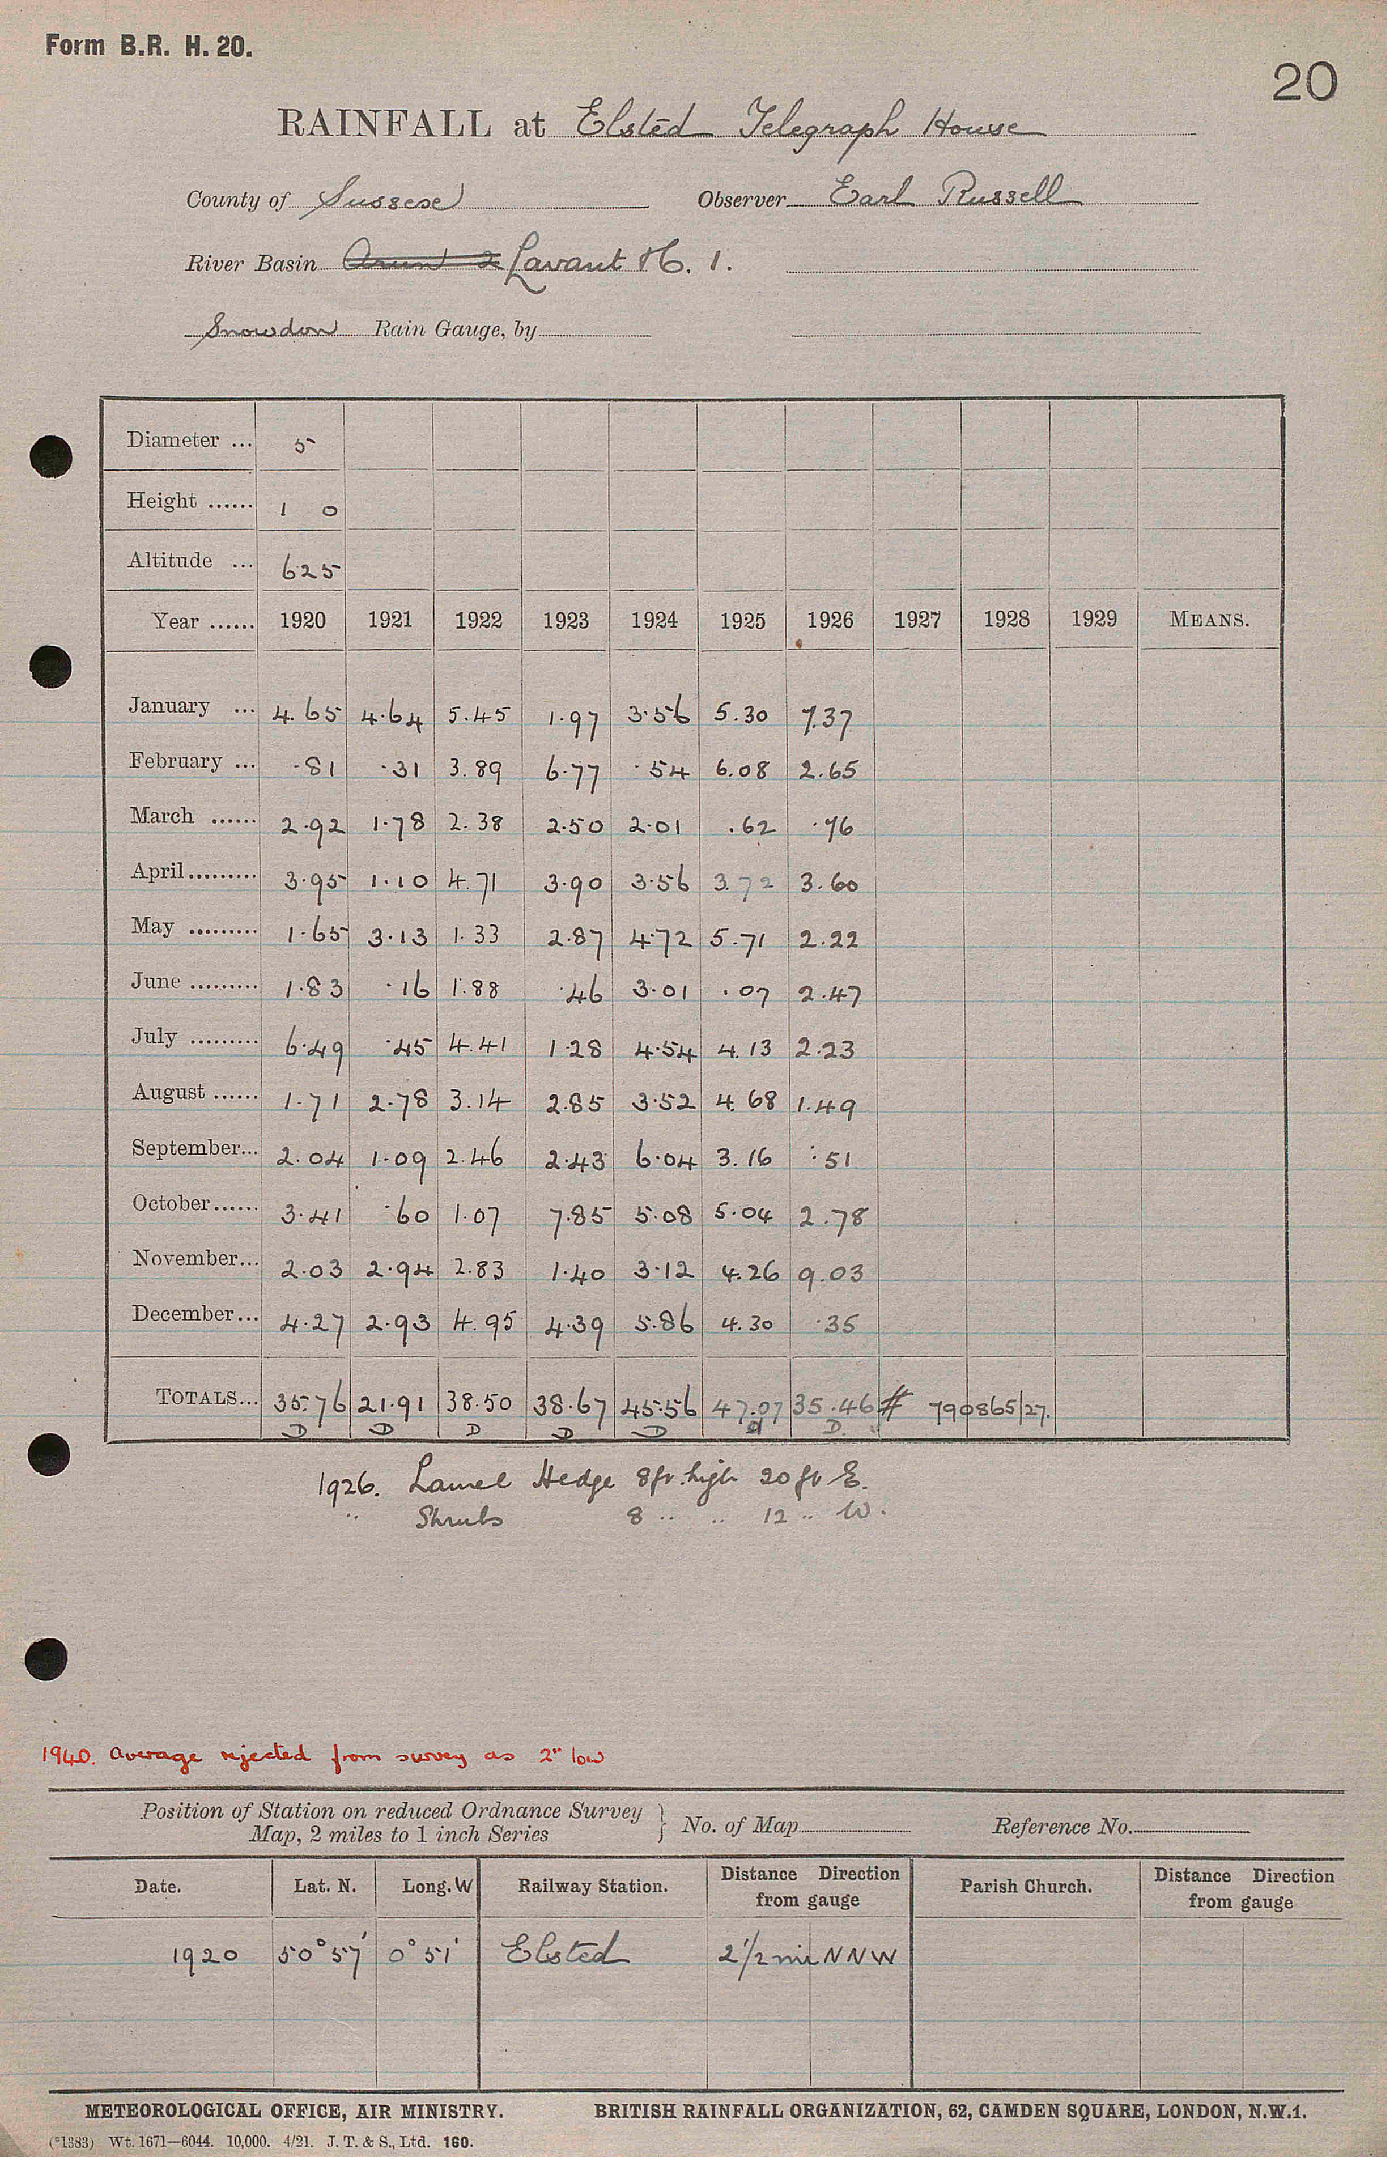 Form B.R. H. 20.
20
RAINFALL at Elsted Telegraph House
County of Sussex Observer Earl Russell
River Basin Arun & Lavant H. 1.
Snowdon Rain Gauge, by
Diameter ... 5
Height ...... 1 0
Altitude ... 625
Year ...... 1920 1921 1922 1923 1924 1925 1926 1927 1928 1929 MEANS.
January ... 4.65 4.64 5.45 1.97 3.56 5.30 7.37
February ... .81 .31 3.89 6.77 .54 6.08 2.65
March ...... 2.92 1.78 2.38 2.50 2.01 .62 .76
April ......... 3.95 1.10 4.71 3.90 3.56 3.72 3.60
May ......... 1.65 3.13 1.33 2.87 4.72 5.71 2.22
June ......... 1.83 .16 1.88 .46 3.01 .07 2.47
July ......... 6.49 .45 4.41 1.28 4.54 4.13 2.23
August ...... 1.71 2.78 3.14 2.85 3.52 4.68 1.49
September... 2.04 1.09 2.46 2.43 6.04 3.16 .51
October ...... 3.41 .60 1.07 7.85 5.08 5.04 2.78
November... 2.03 2.94 2.83 1.40 3.12 4.26 9.03
December... 4.27 2.93 4.95 4.39 5.86 4.30 .35
TOTALS... 35.76 21.91 38.50 38.67 45.56 47.07 35.46 # 790865/27.
D D D D D d D.
1926. Laurel Hedge 8ft. high 20 ft E.
" Shrubs 8 " " 12 " W.
1940. Average rejected from survey as 2" low
Position of Station on reduced Ordnance Survey Map, 2 miles to 1 inch Series } No. of Map Reference No.
Date. Lat. N. Long. W Railway Station. Distance Direction from gauge Parish Church. Distance Direction from gauge
1920 50° 57' 0° 51' Elsted 2 1/2 mi NNW
METEOROLOGICAL OFFICE, AIR MINISTRY. BRITISH RAINFALL ORGANIZATION, 62, CAMDEN SQUARE, LONDON, N.W.1.
(*1383) Wt. 1671—6044. 10,000. 4/21. J. T. & S., Ltd. 160.